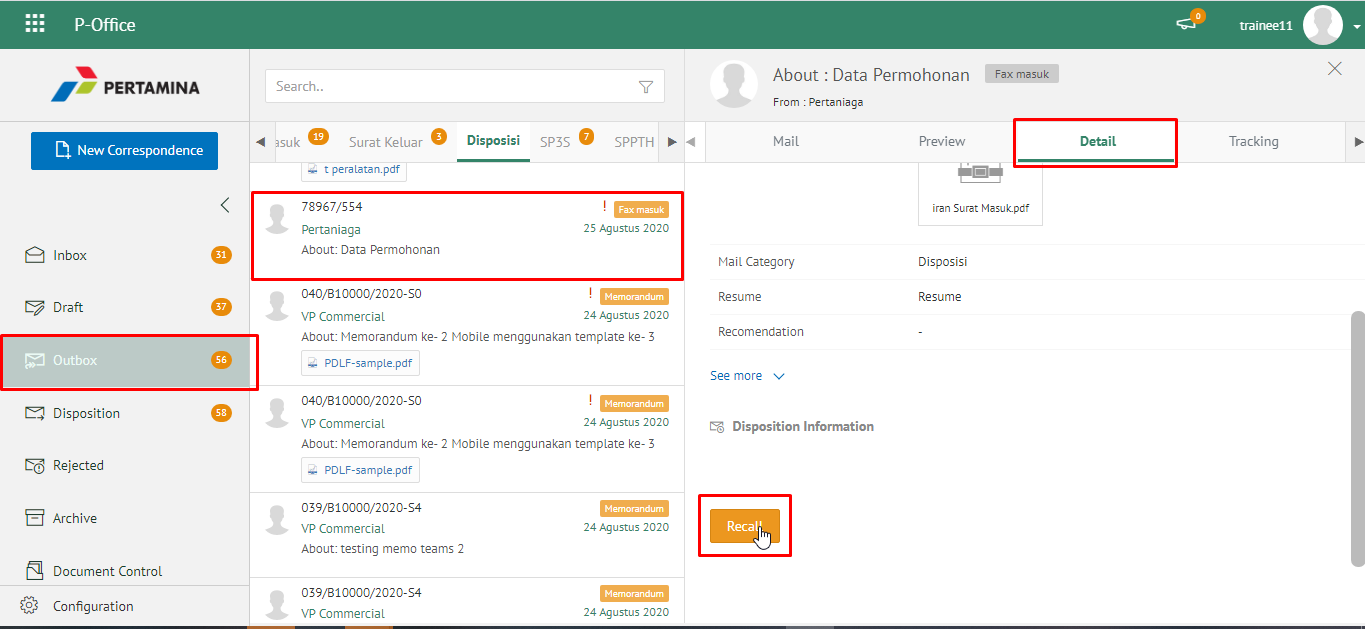 P-Office
0
trainee11
PERTAMINA
New Correspondence
Inbox
31
Draft
37
Outbox
56
Disposition
58
Rejected
Archive
Document Control
Configuration
Search..
asuk 19 Surat Keluar 3 Disposisi SP3S 7 SPPTH
t peralatan.pdf
78967/554
! Fax masuk
Pertaniaga
25 Agustus 2020
About: Data Permohonan
040/B10000/2020-S0
! Memorandum
VP Commercial
24 Agustus 2020
About: Memorandum ke- 2 Mobile menggunakan template ke- 3
PDLF-sample.pdf
040/B10000/2020-S0
! Memorandum
VP Commercial
24 Agustus 2020
About: Memorandum ke- 2 Mobile menggunakan template ke- 3
PDLF-sample.pdf
039/B10000/2020-S4
Memorandum
VP Commercial
24 Agustus 2020
About: testing memo teams 2
039/B10000/2020-S4
Memorandum
VP Commercial
24 Agustus 2020
About : Data Permohonan Fax masuk
From : Pertaniaga
Mail Preview Detail Tracking
iran Surat Masuk.pdf
Mail Category Disposisi
Resume Resume
Recomendation -
See more
Disposition Information
Recall